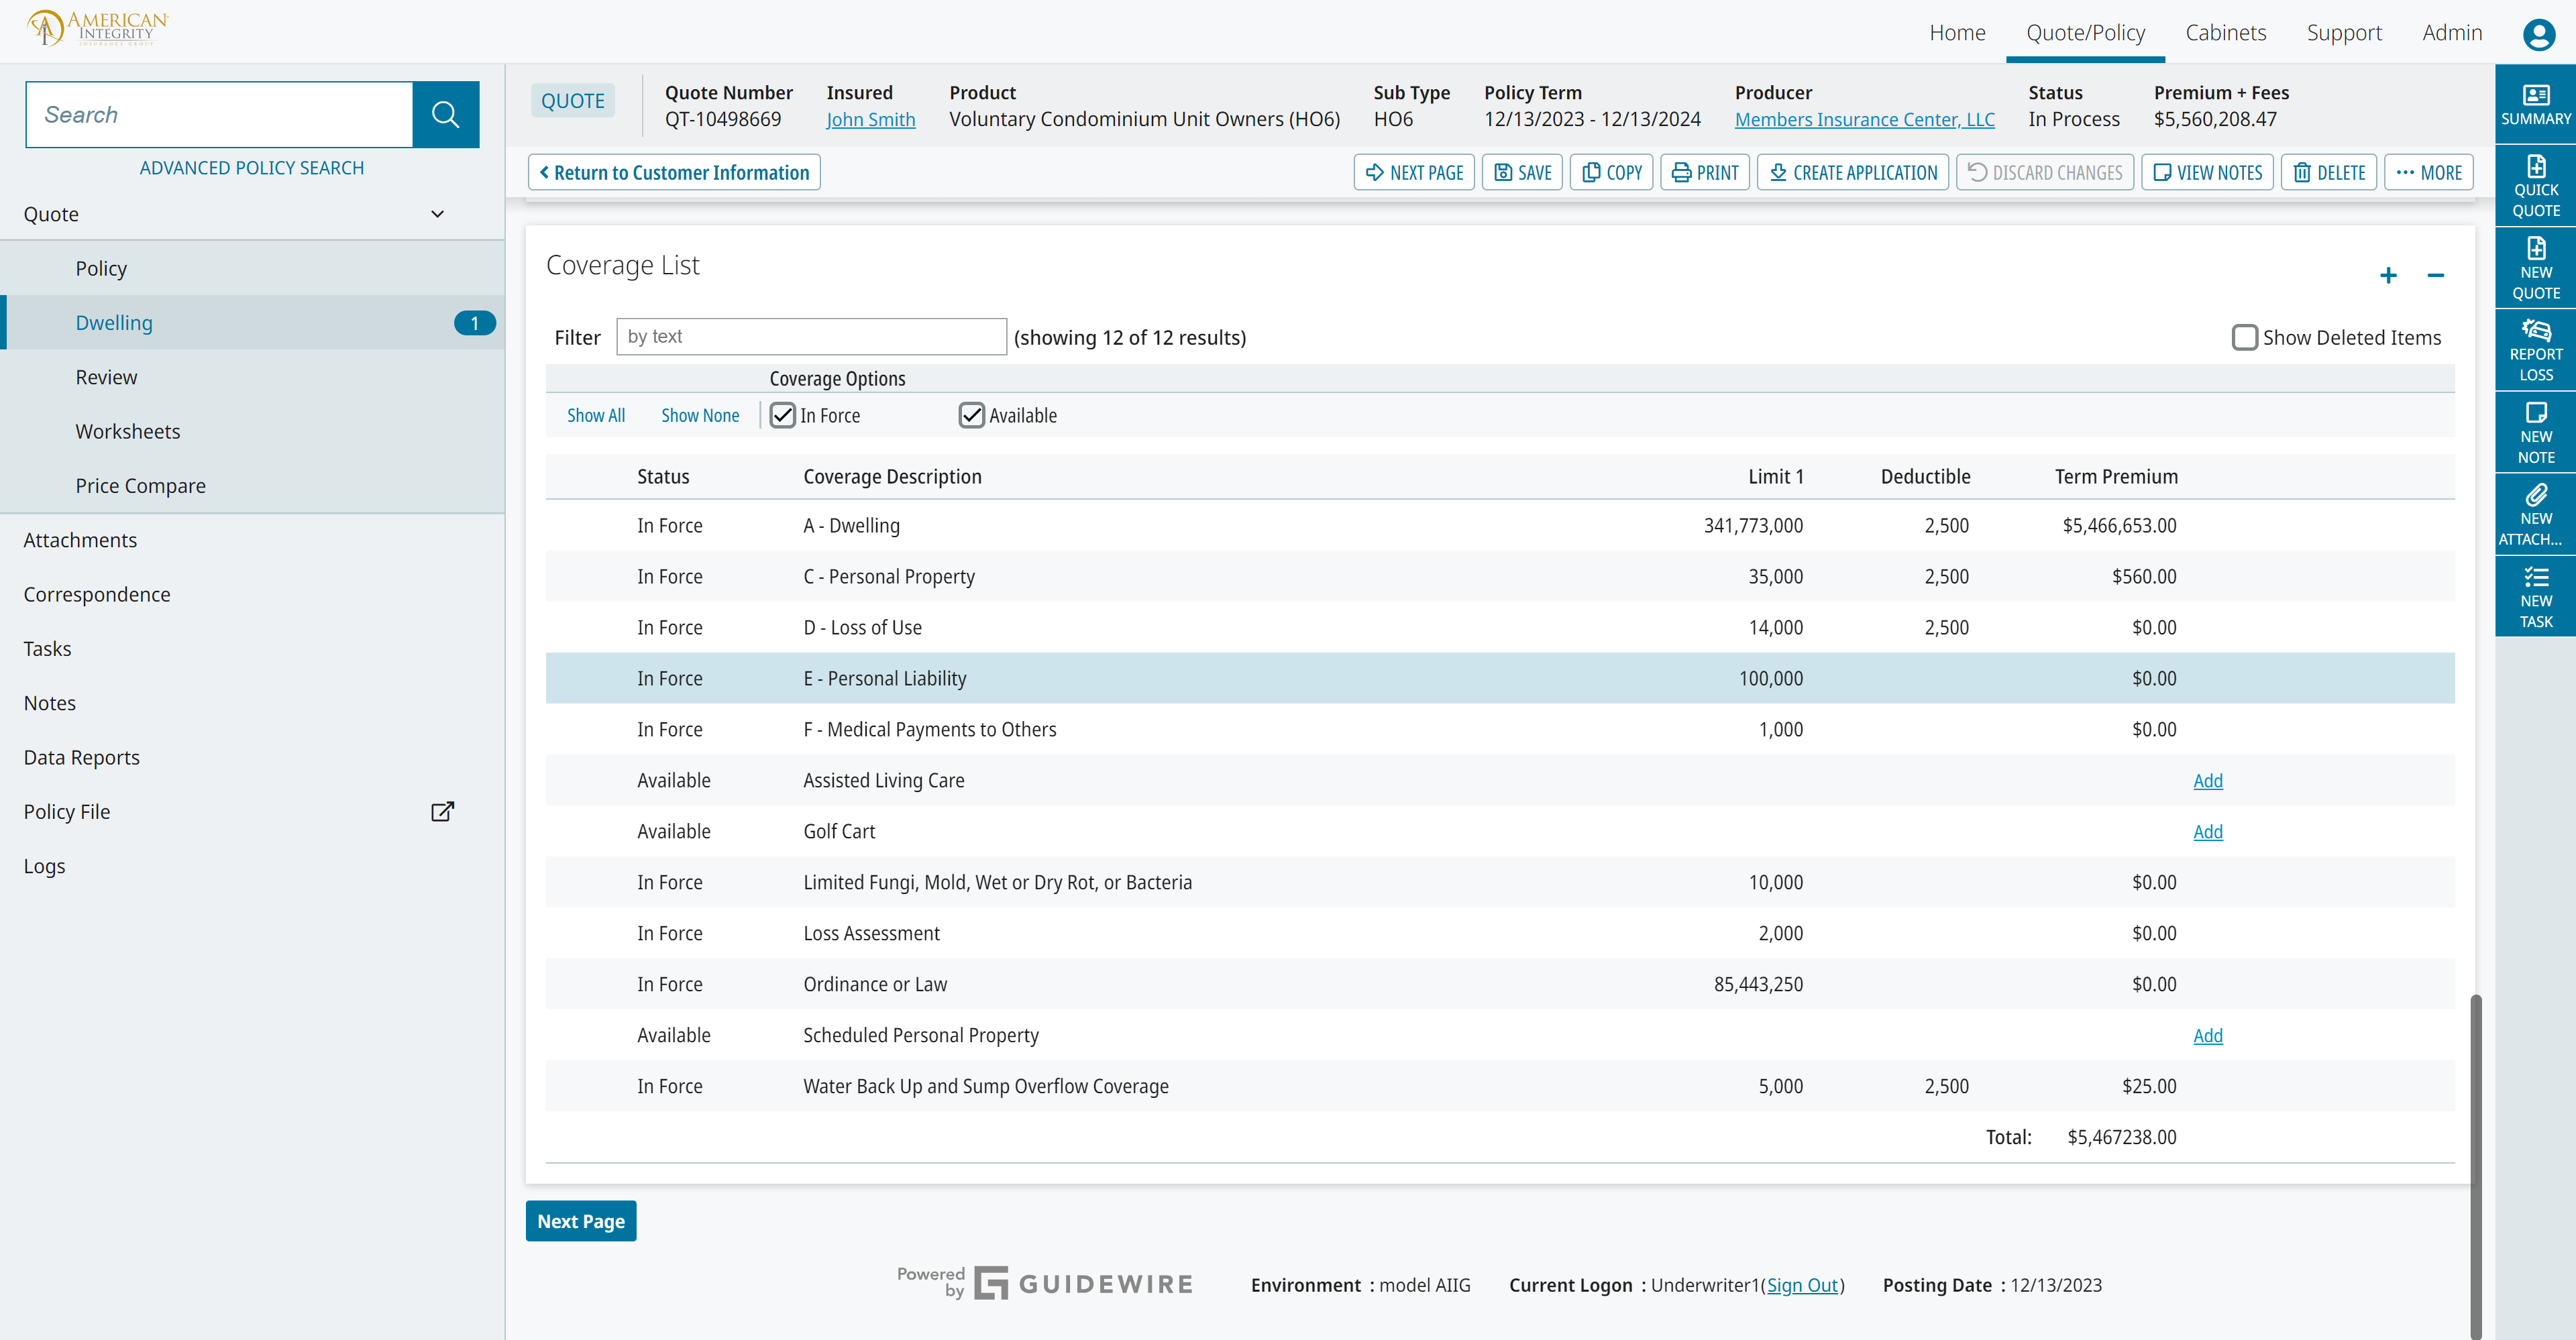 AMERICAN
INTEGRITY
INSURANCE GROUP
Home Quote/Policy Cabinets Support Admin
Search
ADVANCED POLICY SEARCH
Quote
Policy
Dwelling 1
Review
Worksheets
Price Compare
Attachments
Correspondence
Tasks
Notes
Data Reports
Policy File
Logs
QUOTE
Quote Number Insured Product Sub Type Policy Term Producer Status Premium + Fees
QT-10498669 John Smith Voluntary Condominium Unit Owners (HO6) HO6 12/13/2023 - 12/13/2024 Members Insurance Center, LLC In Process $5,560,208.47
Return to Customer Information NEXT PAGE SAVE COPY PRINT CREATE APPLICATION DISCARD CHANGES VIEW NOTES DELETE MORE
Coverage List
Filter by text (showing 12 of 12 results) Show Deleted Items
Coverage Options
Show All Show None In Force Available
Status Coverage Description Limit 1 Deductible Term Premium
In Force A - Dwelling 341,773,000 2,500 $5,466,653.00
In Force C - Personal Property 35,000 2,500 $560.00
In Force D - Loss of Use 14,000 2,500 $0.00
In Force E - Personal Liability 100,000 $0.00
In Force F - Medical Payments to Others 1,000 $0.00
Available Assisted Living Care Add
Available Golf Cart Add
In Force Limited Fungi, Mold, Wet or Dry Rot, or Bacteria 10,000 $0.00
In Force Loss Assessment 2,000 $0.00
In Force Ordinance or Law 85,443,250 $0.00
Available Scheduled Personal Property Add
In Force Water Back Up and Sump Overflow Coverage 5,000 2,500 $25.00
Total: $5,467238.00
Next Page
Powered by GUIDEWIRE Environment : model AIIG Current Logon : Underwriter1(Sign Out) Posting Date : 12/13/2023
SUMMARY
QUICK
QUOTE
NEW
QUOTE
REPORT
LOSS
NEW
NOTE
NEW
ATTACH...
NEW
TASK